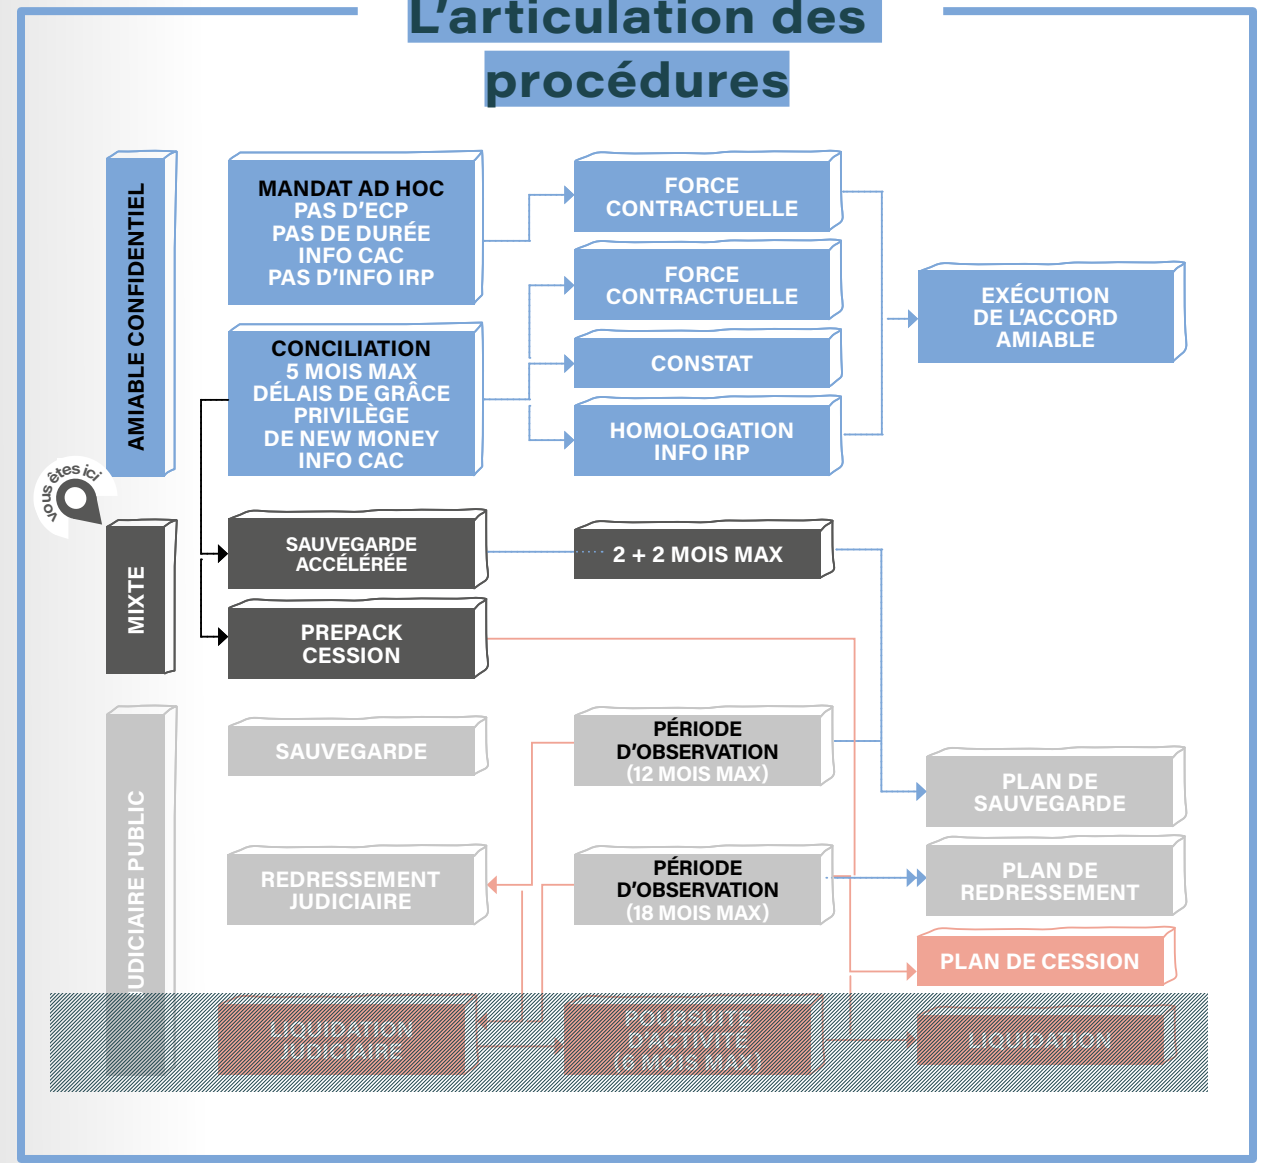 L'articulation des
procédures
AMIABLE CONFIDENTIEL
MANDAT AD HOC
PAS D'ECP
PAS DE DURÉE
INFO CAC
PAS D'INFO IRP
FORCE
CONTRACTUELLE
FORCE
CONTRACTUELLE
EXÉCUTION
DE L'ACCORD
AMIABLE
CONCILIATION
5 MOIS MAX
DÉLAIS DE GRÂCE
PRIVILÈGE
DE NEW MONEY
INFO CAC
CONSTAT
HOMOLOGATION
INFO IRP
vous êtes ici
MIXTE
SAUVEGARDE
ACCÉLÉRÉE
2 + 2 MOIS MAX
PREPACK
CESSION
JUDICIAIRE PUBLIC
SAUVEGARDE
PÉRIODE
D'OBSERVATION
(12 MOIS MAX)
PLAN DE
SAUVEGARDE
REDRESSEMENT
JUDICIAIRE
PÉRIODE
D'OBSERVATION
(18 MOIS MAX)
PLAN DE
REDRESSEMENT
PLAN DE CESSION
LIQUIDATION
JUDICIAIRE
POURSUITE
D'ACTIVITÉ
(6 MOIS MAX)
LIQUIDATION